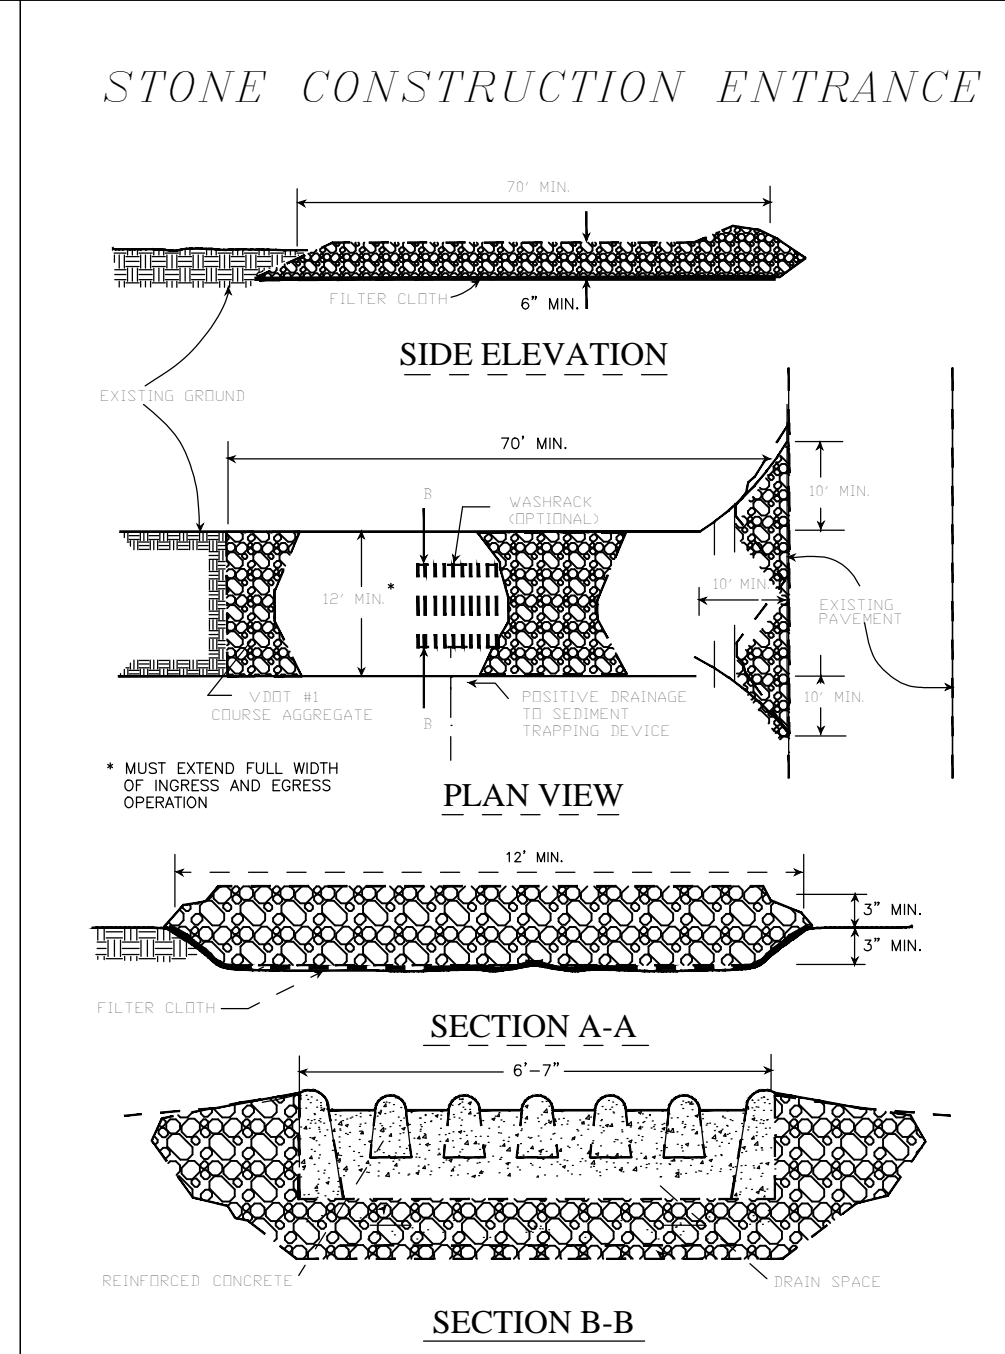 STONE CONSTRUCTION ENTRANCE
70' MIN.
FILTER CLOTH
6" MIN.
SIDE ELEVATION
EXISTING GROUND
70' MIN.
B
WASHRACK
(OPTIONAL)
10' MIN.
12' MIN.
*
10' MIN.
EXISTING
PAVEMENT
VDOT #1
COURSE AGGREGATE
B
POSITIVE DRAINAGE
TO SEDIMENT
TRAPPING DEVICE
10' MIN.
* MUST EXTEND FULL WIDTH
OF INGRESS AND EGRESS
OPERATION
PLAN VIEW
12' MIN.
3" MIN.
3" MIN.
FILTER CLOTH
SECTION A-A
6'-7"
REINFORCED CONCRETE
DRAIN SPACE
SECTION B-B